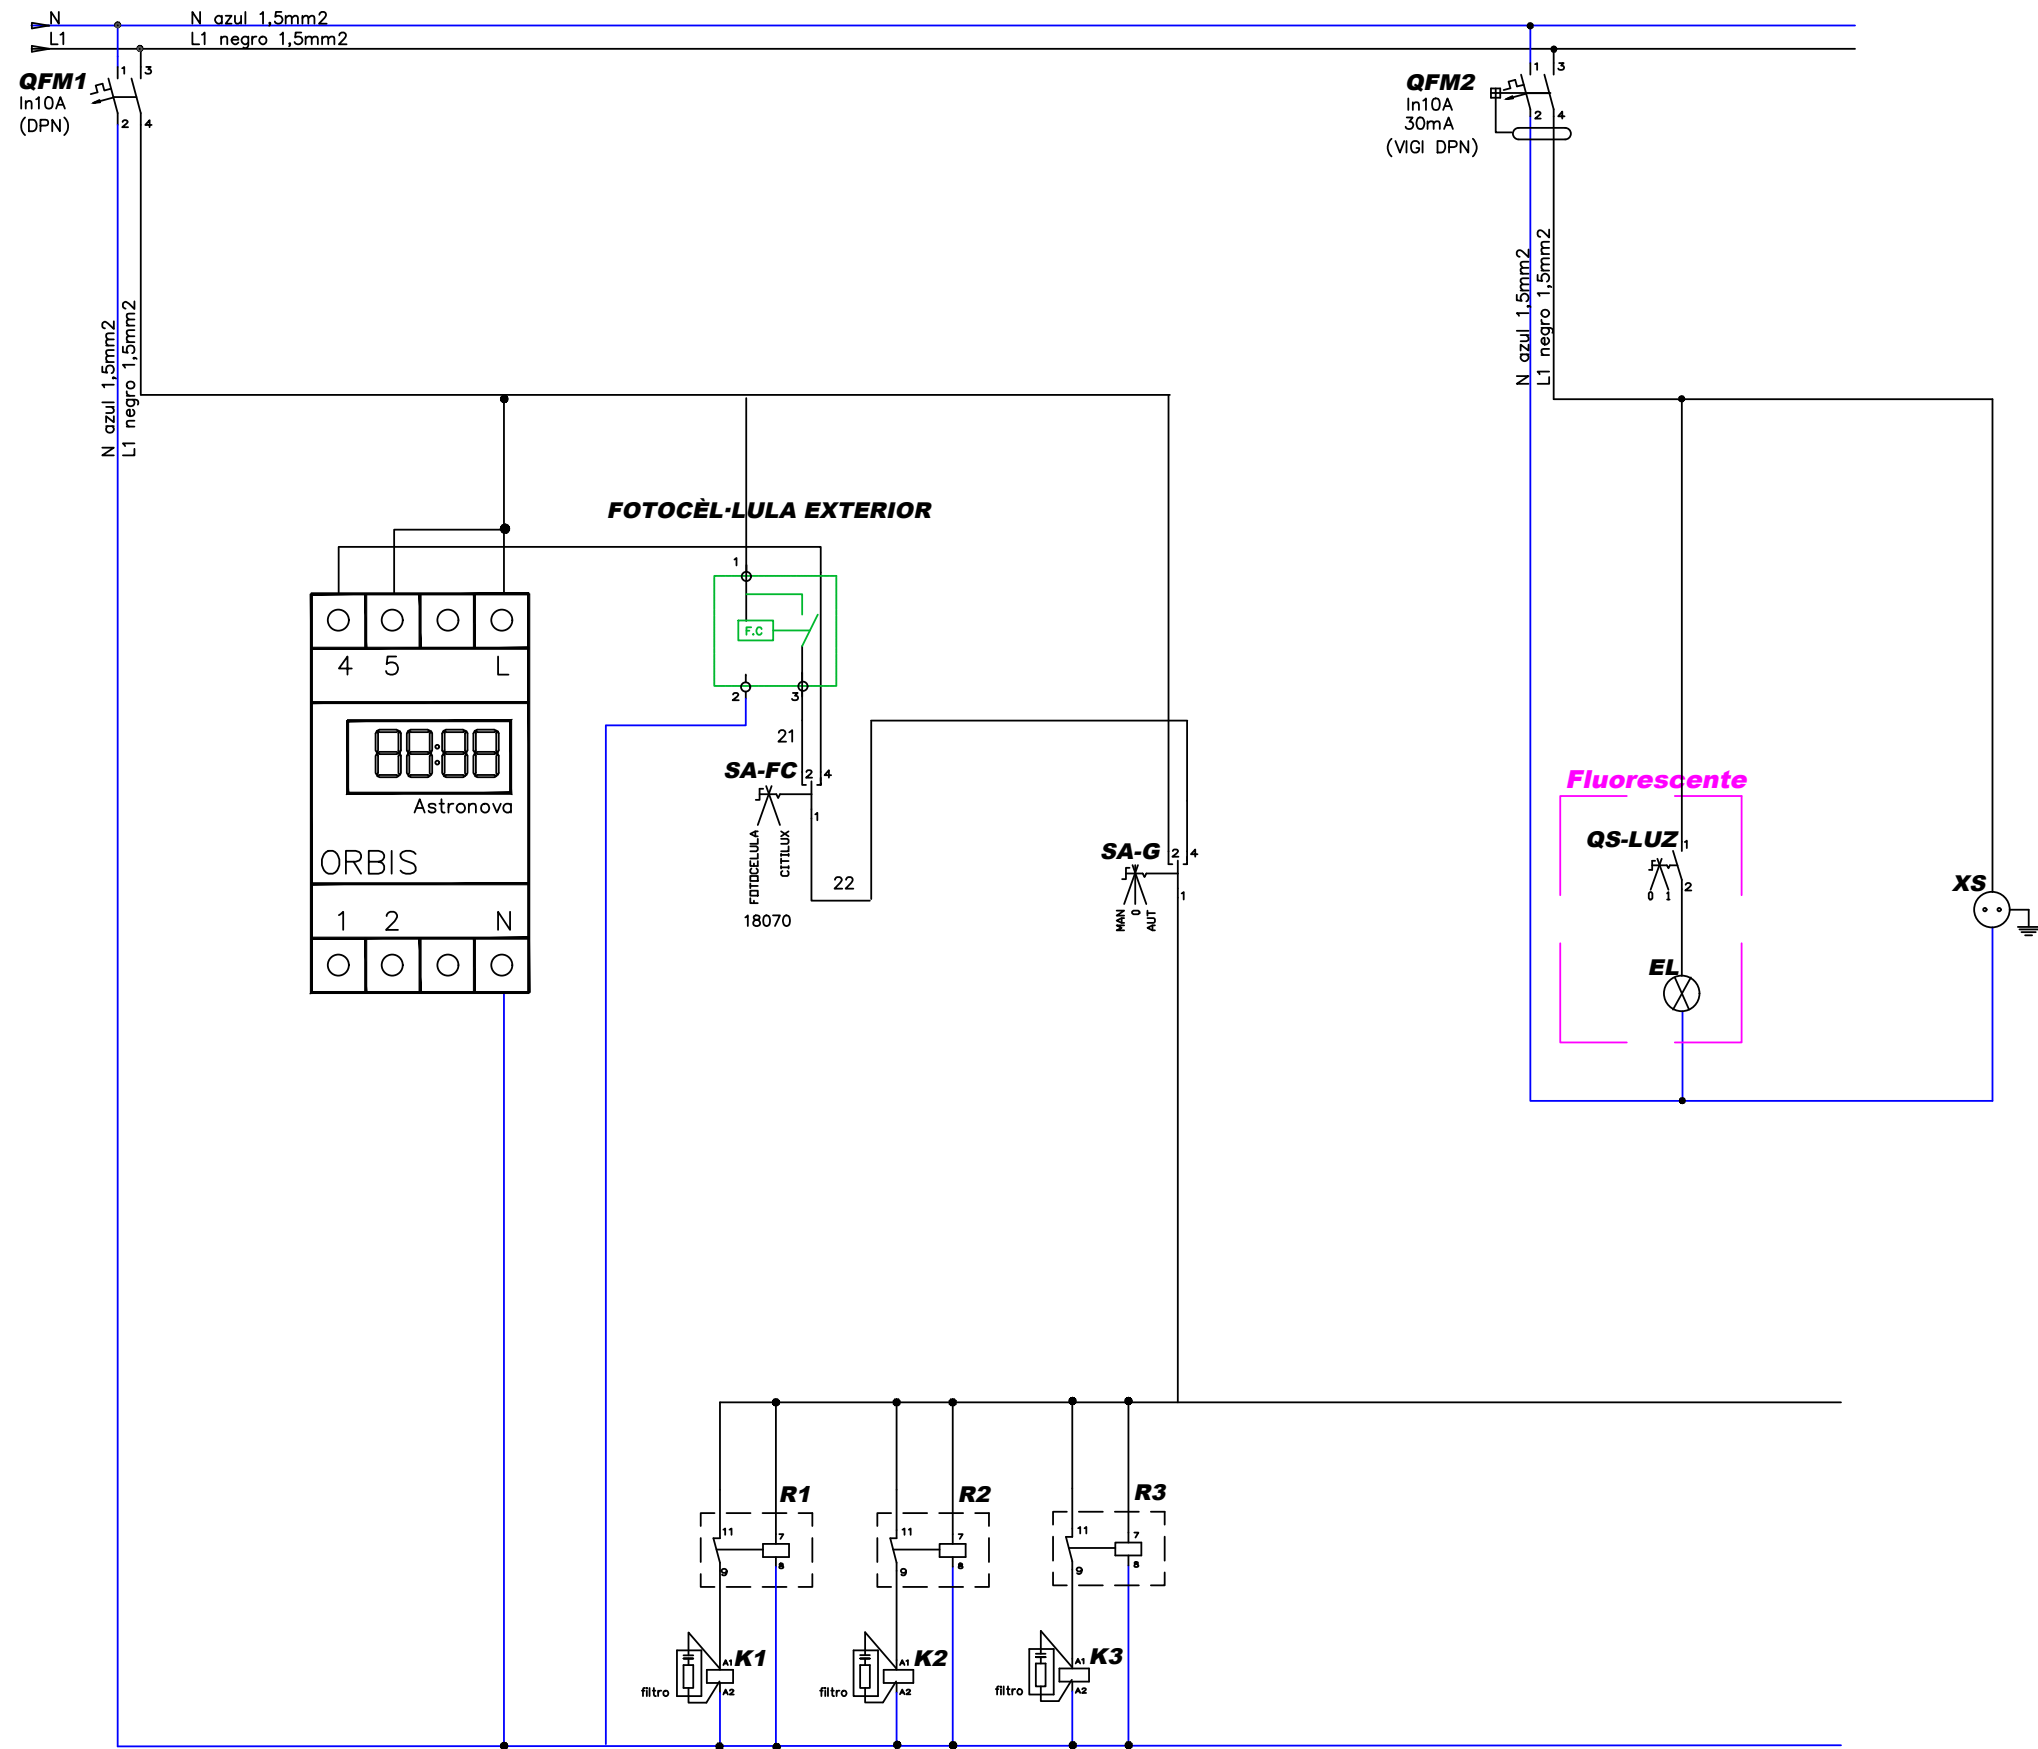 N
N azul 1,5mm2
L1
L1 negro 1,5mm2
QFM1
In10A
(DPN)
1
3
2
4
QFM2
In10A
30mA
(VIGI DPN)
1
3
2
4
N azul 1,5mm2
L1 negro 1,5mm2
N azul 1,5mm2
L1 negro 1,5mm2
FOTOCÈL·LULA EXTERIOR
1
F.C
2
3
21
4 5 L
Astronova
ORBIS
1 2 N
SA-FC
2
4
1
FOTOCELULA
CITILUX
18070
22
SA-G
2
4
1
MAN
0
AUT
Fluorescente
QS-LUZ
1
2
0
1
EL
XS
R1
11
7
9
8
R2
11
7
9
8
R3
11
7
9
8
K1
A1
A2
filtro
K2
A1
A2
filtro
K3
A1
A2
filtro